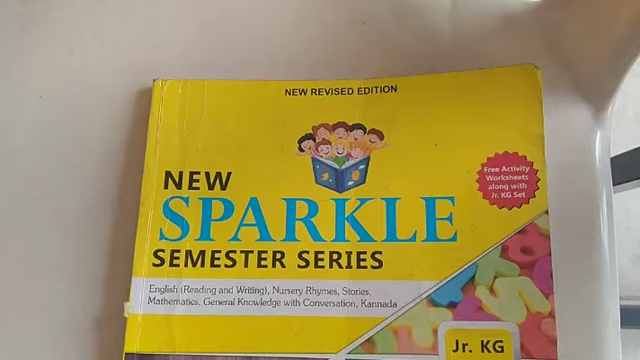 NEW REVISED EDITION
Free Activity
Worksheets
along with
Jr. KG Set
NEW
SPARKLE
SEMESTER SERIES
English (Reading and Writing), Nursery Rhymes, Stories,
Mathematics, General Knowledge with Conversation, Kannada
Jr. KG